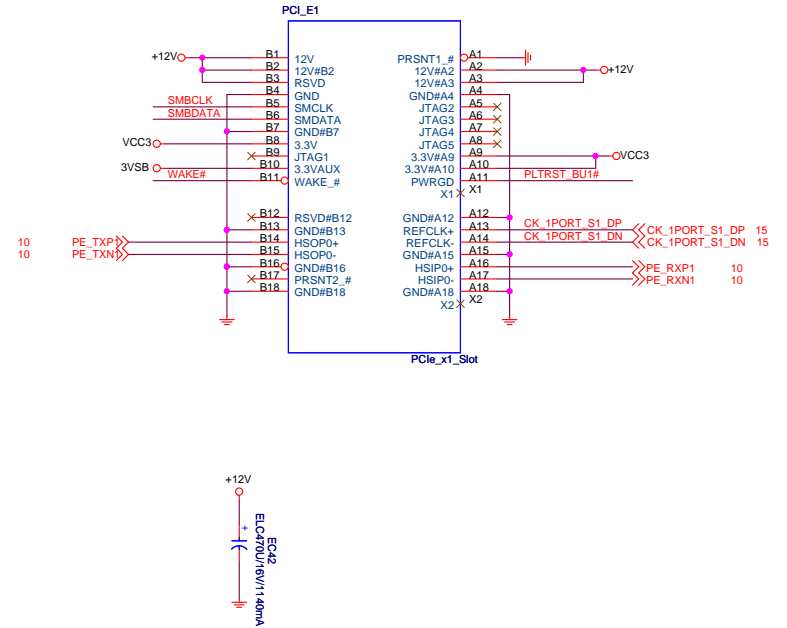 PCI_E1
+12V B1 12V PRSNT1_# A1
B2 12V#B2 12V#A2 A2 +12V
B3 RSVD 12V#A3 A3
B4 GND GND#A4 A4
SMBCLK B5 SMCLK JTAG2 A5
SMBDATA B6 SMDATA JTAG3 A6
B7 GND#B7 JTAG4 A7
VCC3 B8 3.3V JTAG5 A8
B9 JTAG1 3.3V#A9 A9 VCC3
3VSB B10 3.3VAUX 3.3V#A10 A10
WAKE# B11 WAKE_# PWRGD A11 PLTRST_BU1#
X1 X1
B12 RSVD#B12 GND#A12 A12
B13 GND#B13 REFCLK+ A13 CK_1PORT_S1_DP CK_1PORT_S1_DP 15
10 PE_TXP1 B14 HSOP0+ REFCLK- A14 CK_1PORT_S1_DN CK_1PORT_S1_DN 15
10 PE_TXN1 B15 HSOP0- GND#A15 A15
B16 GND#B16 HSIP0+ A16 PE_RXP1 10
B17 PRSNT2_# HSIP0- A17 PE_RXN1 10
B18 GND#B18 GND#A18 A18
X2 X2
PCIe_x1_Slot
+12V
+
EC42
ELC470U/16V/1140mA